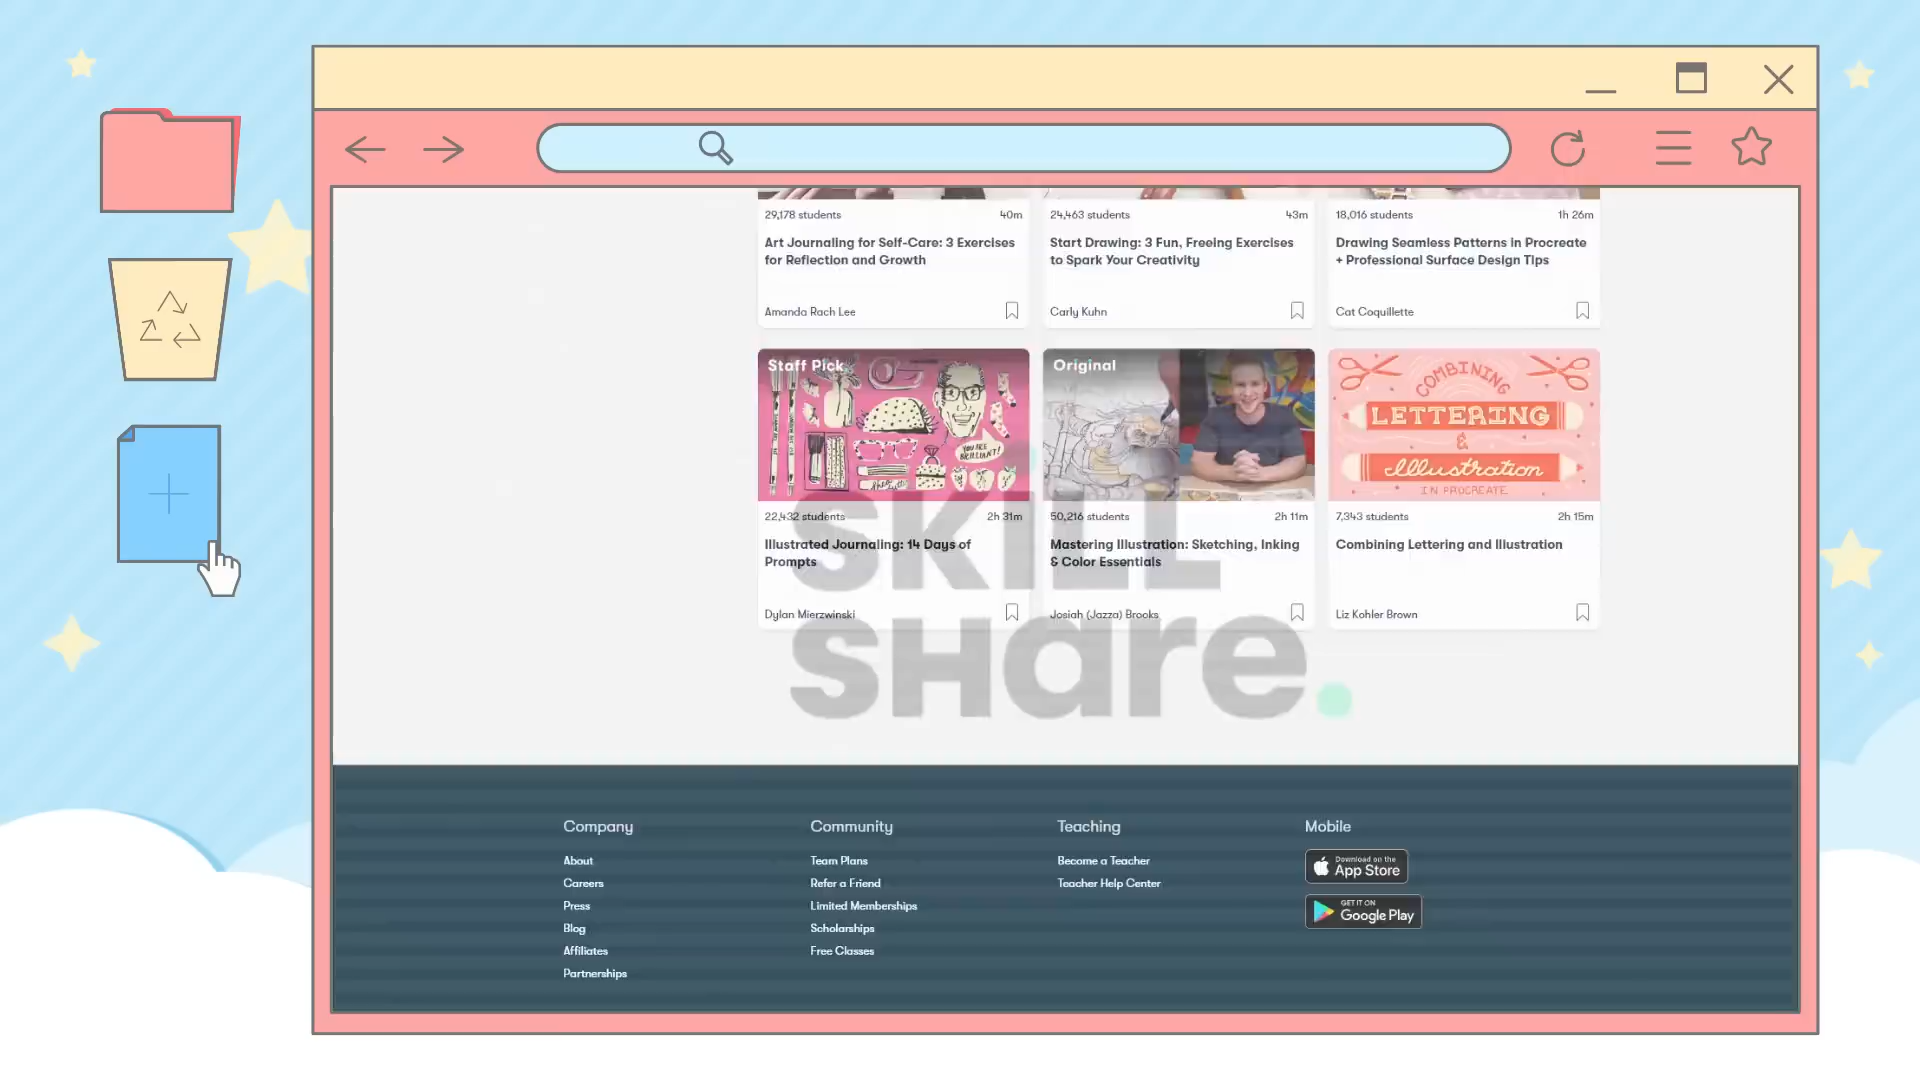 29,178 students 40m
Art Journaling for Self-Care: 3 Exercises
for Reflection and Growth
Amanda Rach Lee
24,463 students 43m
Start Drawing: 3 Fun, Freeing Exercises
to Spark Your Creativity
Carly Kuhn
18,016 students 1h 26m
Drawing Seamless Patterns in Procreate
+ Professional Surface Design Tips
Cat Coquillette
Staff Pick
YOU ARE
BRILLIANT!
22,432 students 2h 31m
Illustrated Journaling: 14 Days of
Prompts
Dylan Mierzwinski
Original
50,216 students 2h 11m
Mastering Illustration: Sketching, Inking
& Color Essentials
Josiah (Jazza) Brooks
COMBINING
LETTERING
&
Illustration
IN PROCREATE
7,343 students 2h 15m
Combining Lettering and Illustration
Liz Kohler Brown
SKILL
SHare.
Company
About
Careers
Press
Blog
Affiliates
Partnerships
Community
Team Plans
Refer a Friend
Limited Memberships
Scholarships
Free Classes
Teaching
Become a Teacher
Teacher Help Center
Mobile
Download on the
App Store
GET IT ON
Google Play